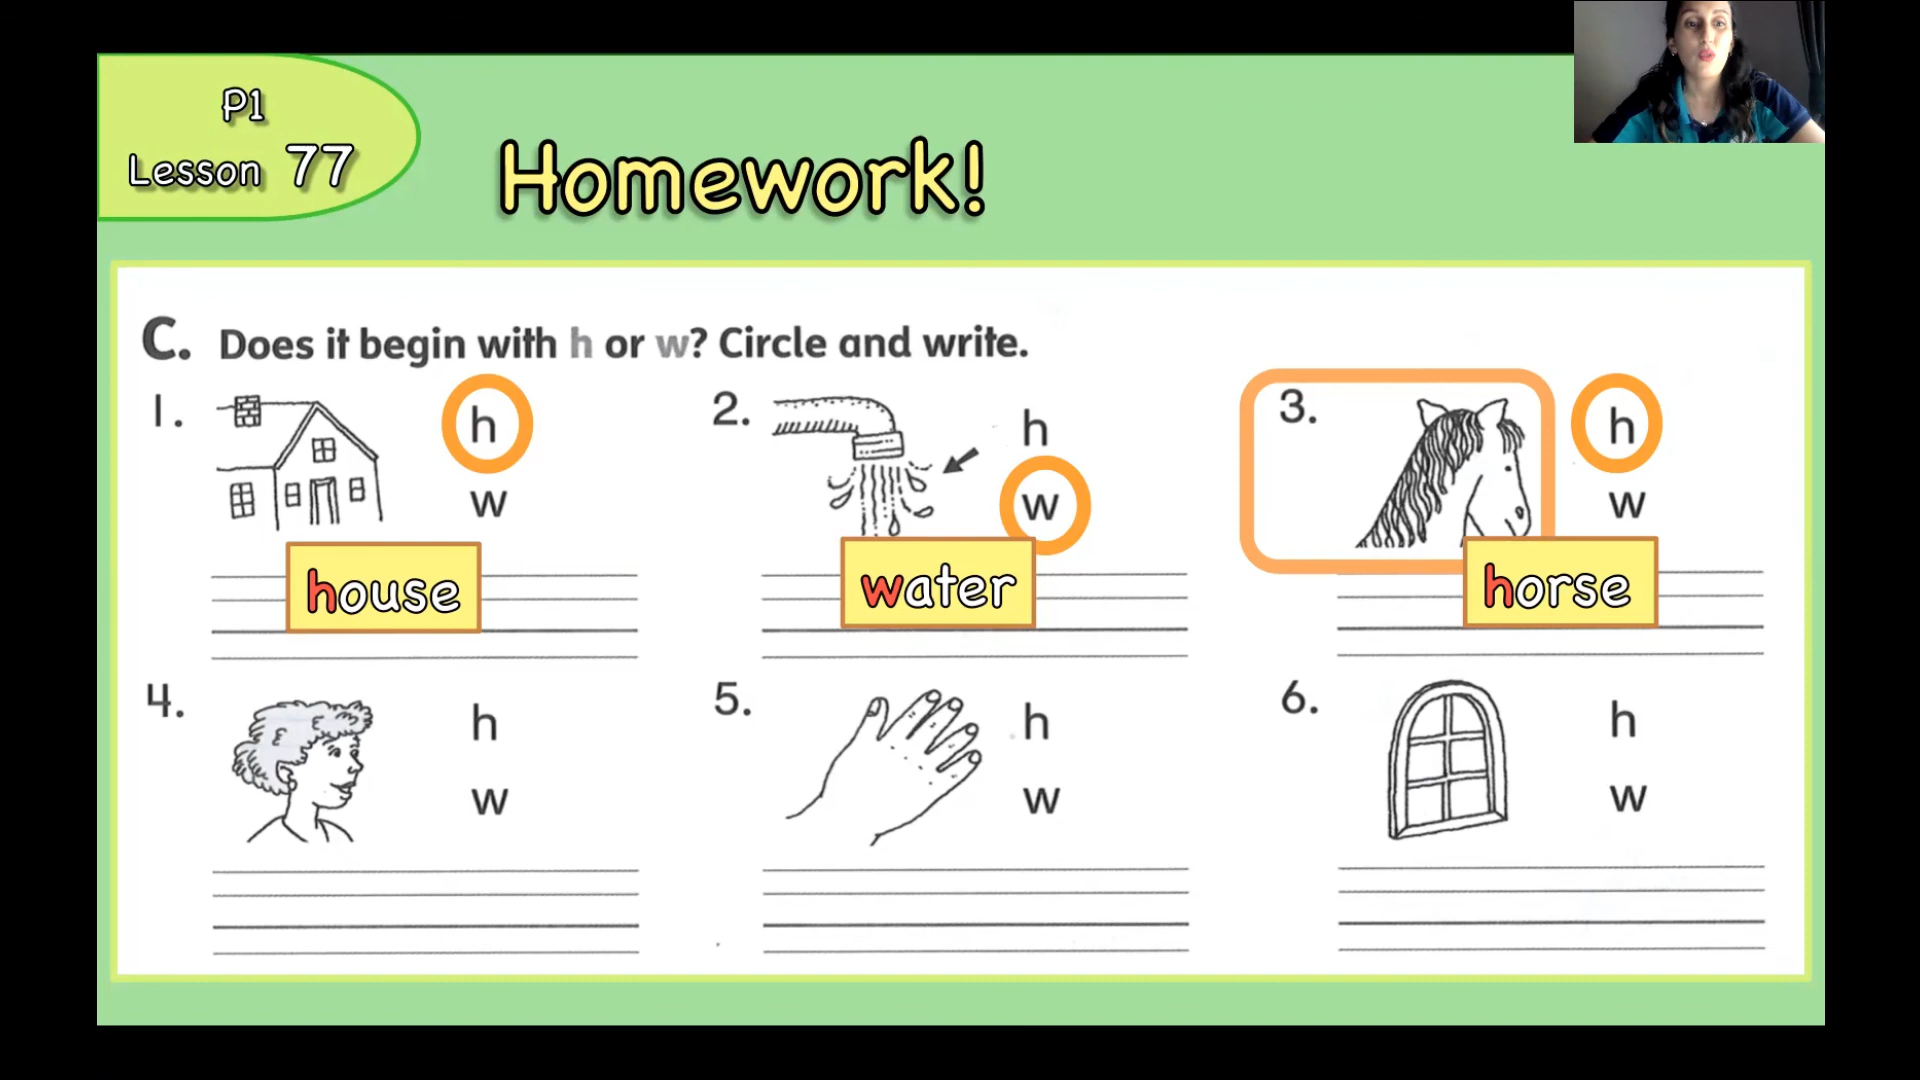 P1
Lesson 77
Homework!
C. Does it begin with h or w? Circle and write.
1. h
w
house
2. h
w
water
3. h
w
horse
4. h
w
5. h
w
6. h
w